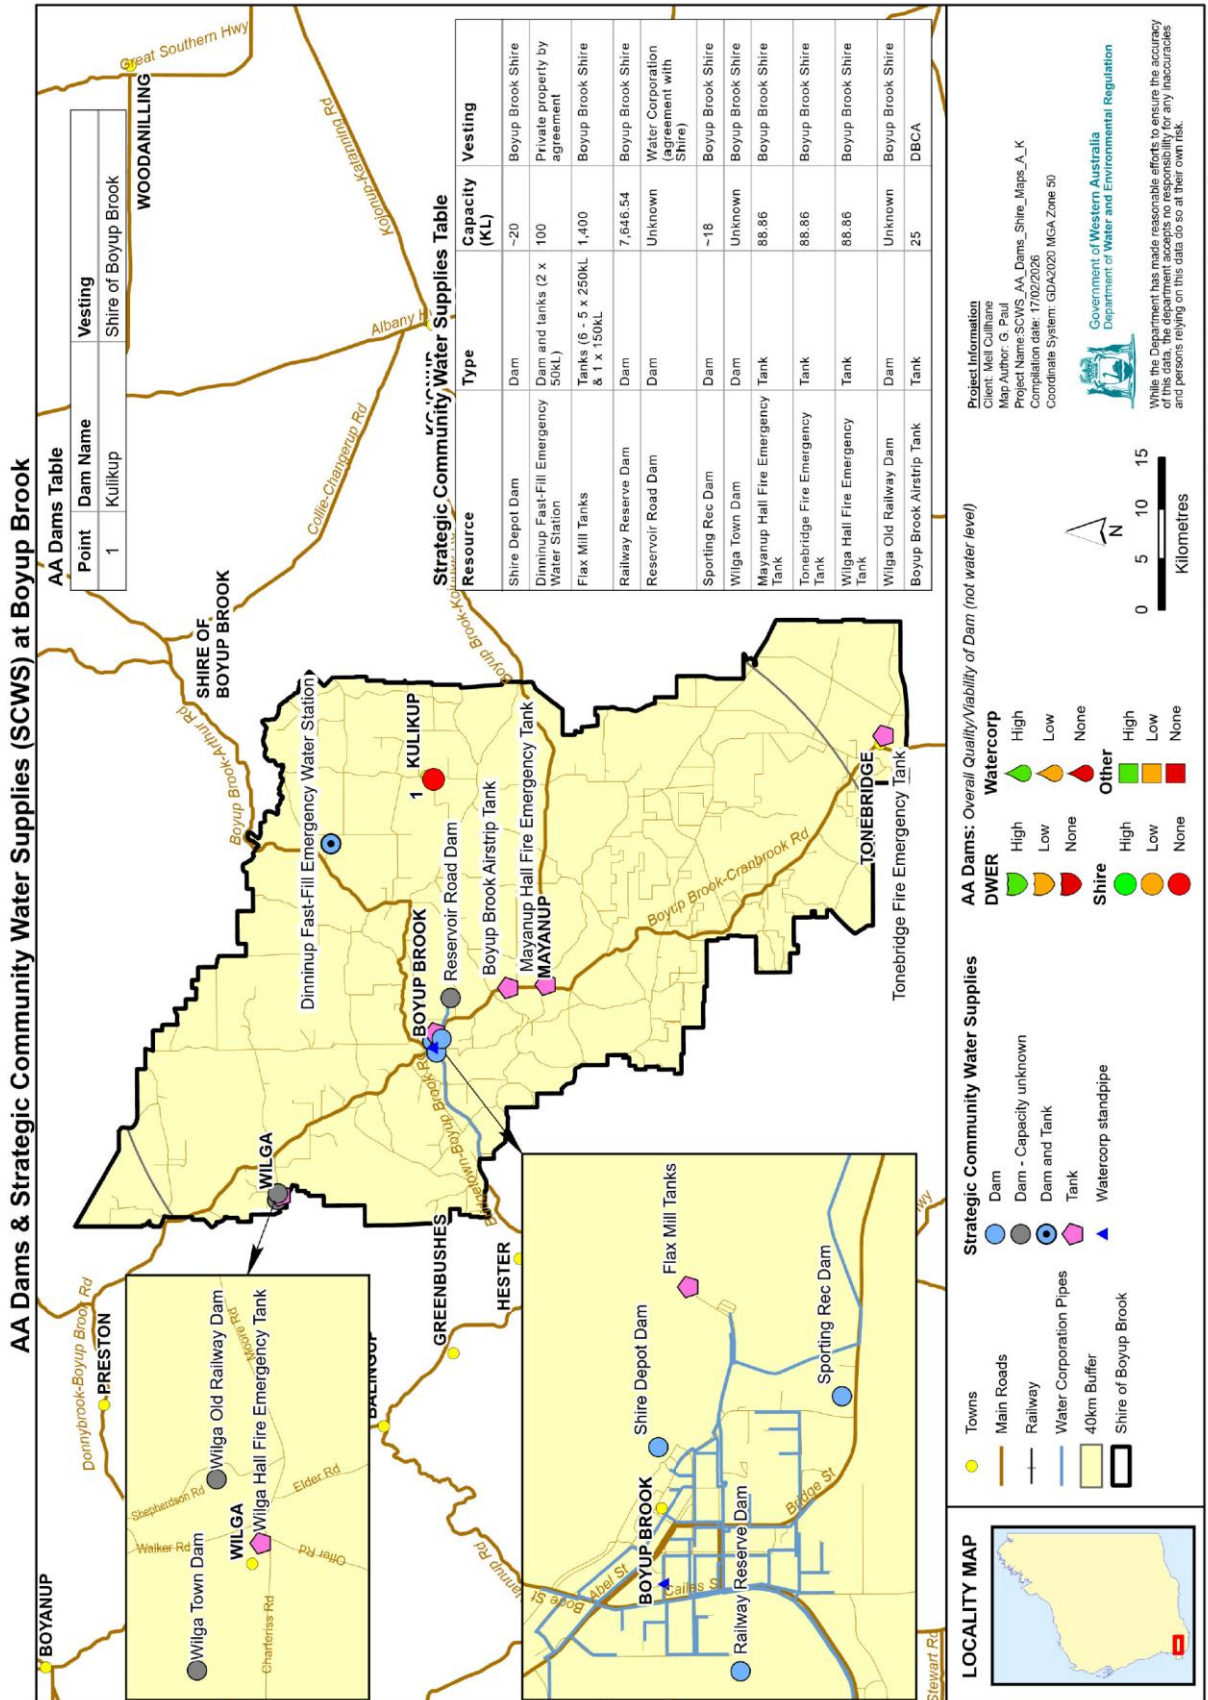 AA Dams & Strategic Community Water Supplies (SCWS) at Boyup Brook
AA Dams Table
Point Dam Name Vesting
1 Kulikup Shire of Boyup Brook
Strategic Community Water Supplies Table
Resource Type Capacity (KL) Vesting
Shire Depot Dam Dam ~20 Boyup Brook Shire
Dinninup Fast-Fill Emergency Water Station Dam and tanks (2 x 50kL) 100 Private property by agreement
Flax Mill Tanks Tanks (6 - 5 x 250kL & 1 x 150kL 1,400 Boyup Brook Shire
Railway Reserve Dam Dam 7,646.54 Boyup Brook Shire
Reservoir Road Dam Dam Unknown Water Corporation (agreement with Shire)
Sporting Rec Dam Dam ~18 Boyup Brook Shire
Wilga Town Dam Dam Unknown Boyup Brook Shire
Mayanup Hall Fire Emergency Tank Tank 88.86 Boyup Brook Shire
Tonebridge Fire Emergency Tank Tank 88.86 Boyup Brook Shire
Wilga Hall Fire Emergency Tank Tank 88.86 Boyup Brook Shire
Wilga Old Railway Dam Dam Unknown Boyup Brook Shire
Boyup Brook Airstrip Tank Tank 25 DBCA
BOYANUP
PRESTON
Donnybrook-Boyup Brook Rd
WOODANILLING
Great Southern Hwy
Kojonup-Katanning Rd
Albany H
Collie-Changerup Rd
SHIRE OF
BOYUP BROOK
Boyup Brook-Arthur Rd
Dinninup Fast-Fill Emergency Water Station
KULIKUP
1
WILGA
BOYUP BROOK
Reservoir Road Dam
Boyup Brook Airstrip Tank
Mayanup Hall Fire Emergency Tank
MAYANUP
Boyup Brook-Cranbrook Rd
TONEBRIDGE
Tonebridge Fire Emergency Tank
GREENBUSHES
HESTER
BALINGUP
Stewart Rd
Wilga Town Dam
Wilga Old Railway Dam
Wilga Hall Fire Emergency Tank
WILGA
Shepherdson Rd
Walker Rd
Moore Rd
Elder Rd
Offer Rd
Charteriss Rd
Flax Mill Tanks
Shire Depot Dam
Sporting Rec Dam
BOYUP BROOK
Railway Reserve Dam
Bode St
Abel St
Cailes S
Bridge St
LOCALITY MAP
Towns
Main Roads
Railway
Water Corporation Pipes
40km Buffer
Shire of Boyup Brook
Strategic Community Water Supplies
Dam
Dam - Capacity unknown
Dam and Tank
Tank
Watercorp standpipe
AA Dams: Overall Quality/Viability of Dam (not water level)
DWER
High
Low
None
Watercorp
High
Low
None
Shire
High
Low
None
Other
High
Low
None
N
0 5 10 15
Kilometres
Project Information
Client: Mell Cullhane
Map Author: G. Paul
Project Name:SCWS_AA_Dams_Shire_Maps_A_K
Compilation date: 17/02/2026
Coordinate System: GDA2020 MGA Zone 50
Government of Western Australia
Department of Water and Environmental Regulation
While the Department has made reasonable efforts to ensure the accuracy
of this data, the department accepts no responsibility for any inaccuracies
and persons relying on this data do so at their own risk.